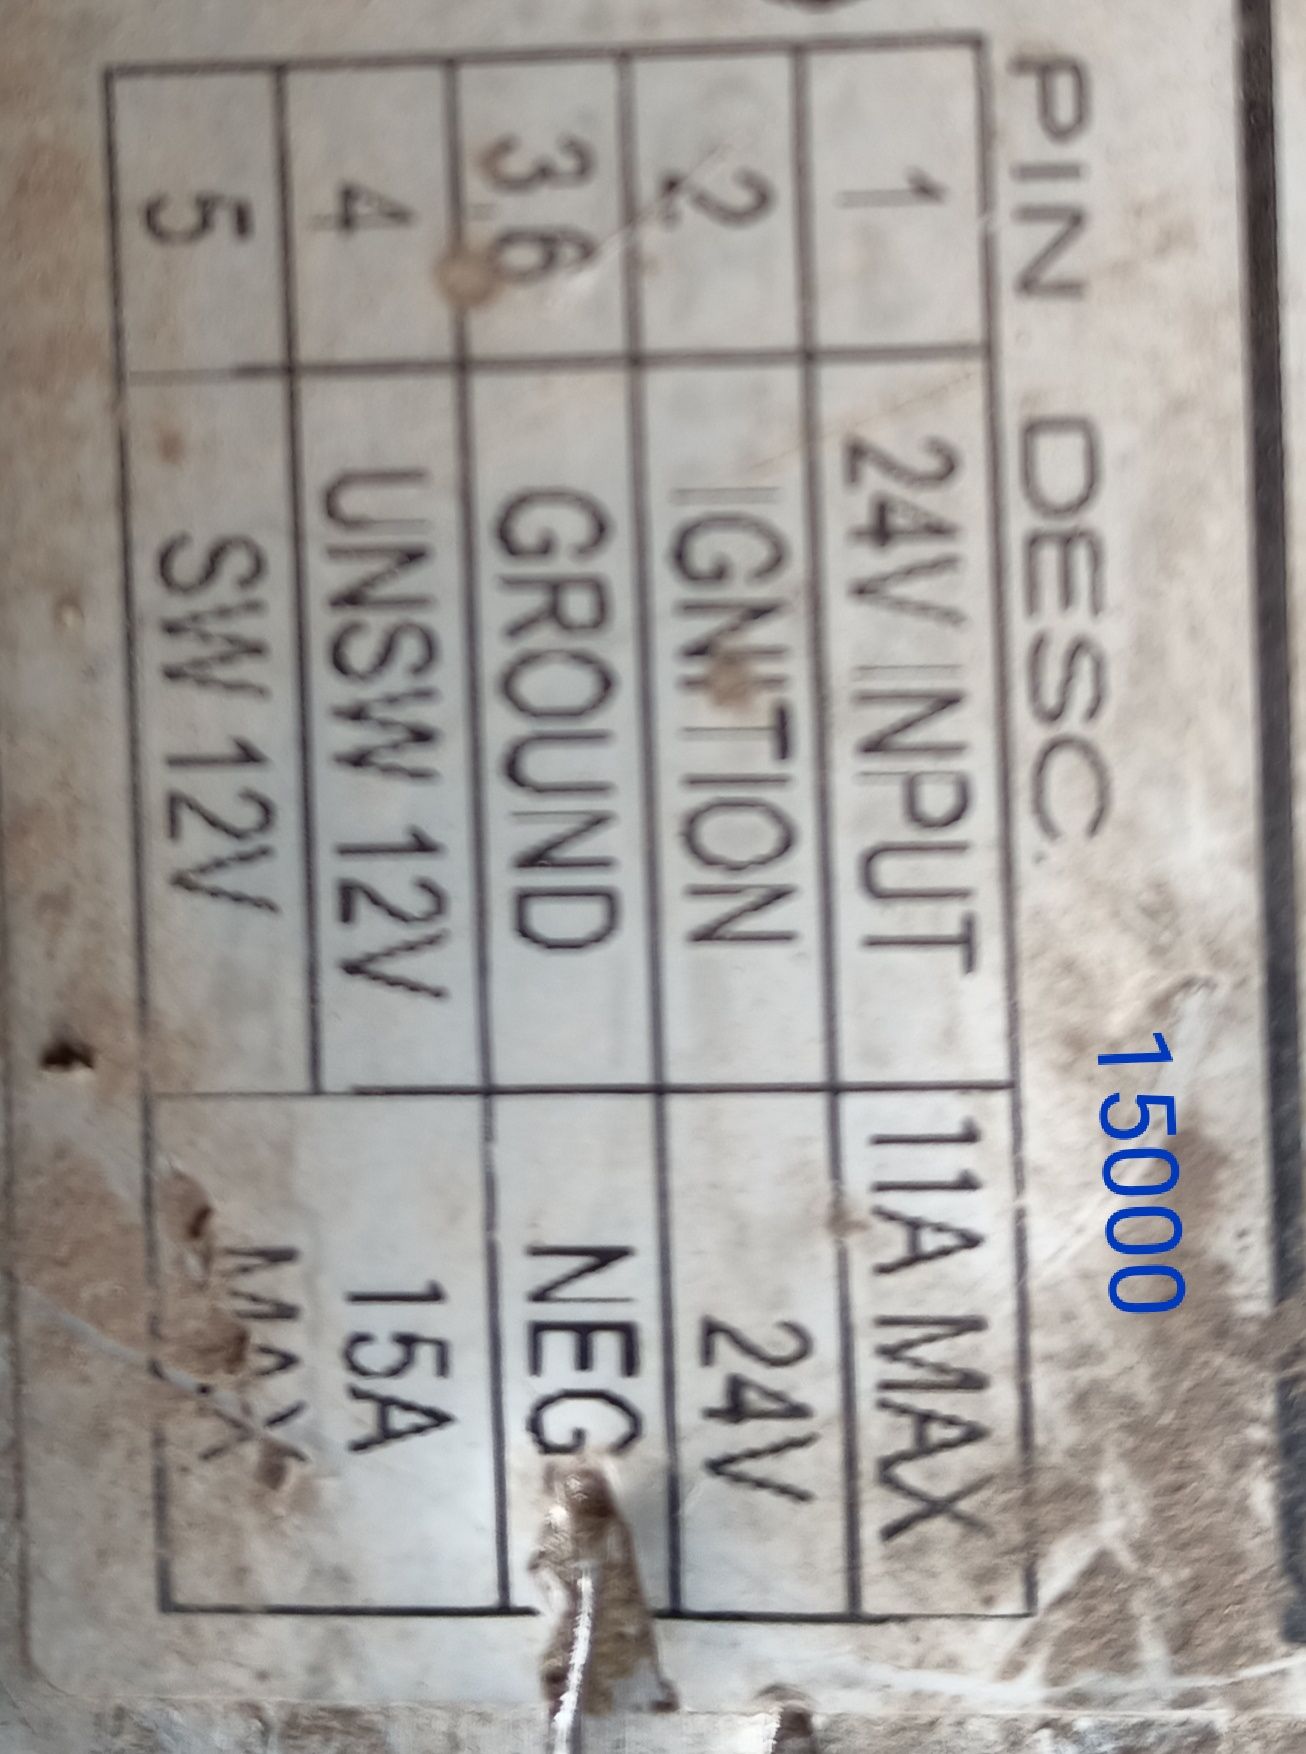 PIN DESC.
15000
1 24V INPUT 11A MAX
2 IGNITION 24V
3 6 GROUND NEG
4 UNSW 12V 15A
5 SW 12V MAX